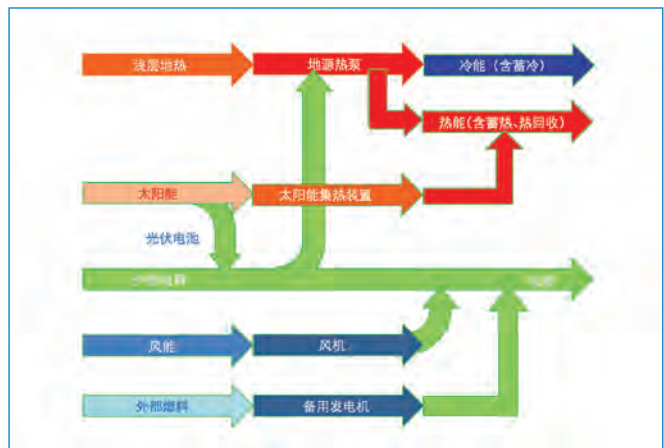 浅层地热
地源热泵
冷能（含蓄冷）
热能（含蓄热、热回收）
太阳能
太阳能集热装置
光伏电池
风能
风机
外部燃料
备用发电机